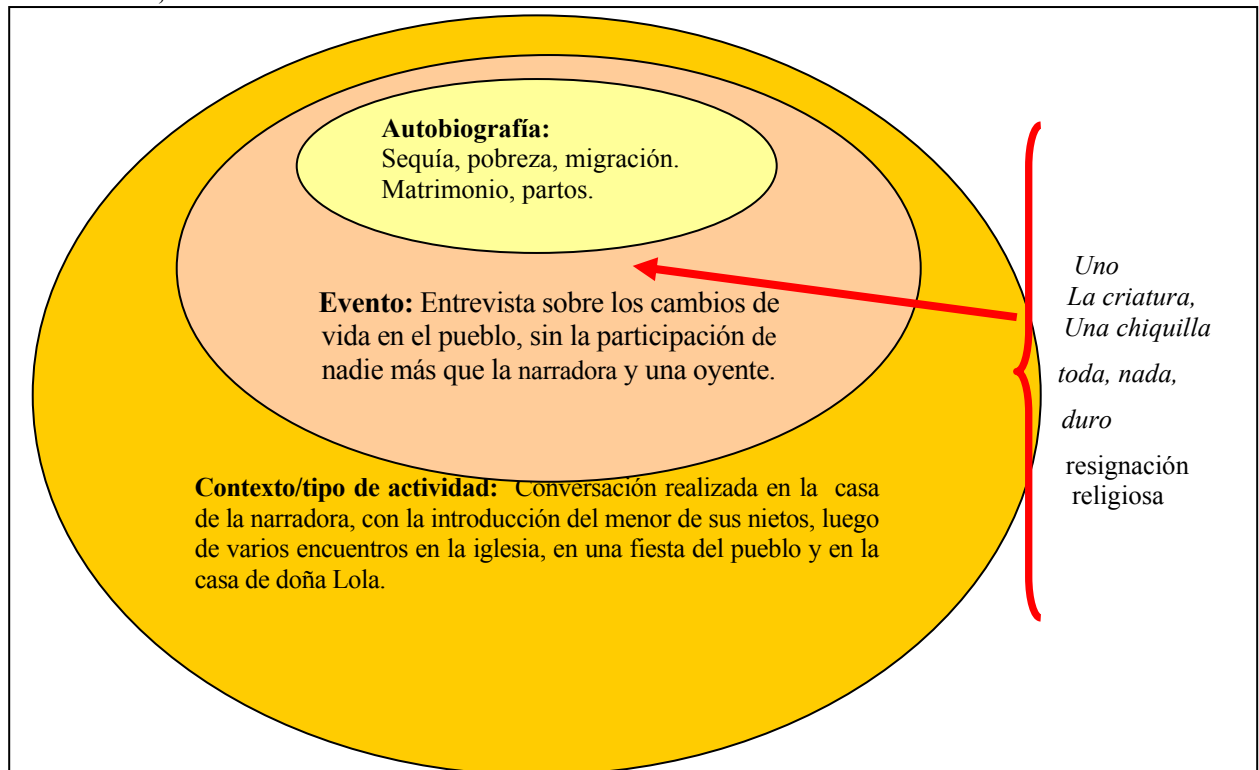 Autobiografía:
Sequía, pobreza, migración.
Matrimonio, partos.
Evento: Entrevista sobre los cambios de
vida en el pueblo, sin la participación de
nadie más que la narradora y una oyente.
Contexto/tipo de actividad: Conversación realizada en la casa
de la narradora, con la introducción del menor de sus nietos, luego
de varios encuentros en la iglesia, en una fiesta del pueblo y en la
casa de doña Lola.
Uno
La criatura,
Una chiquilla
toda, nada,
duro
resignación
religiosa